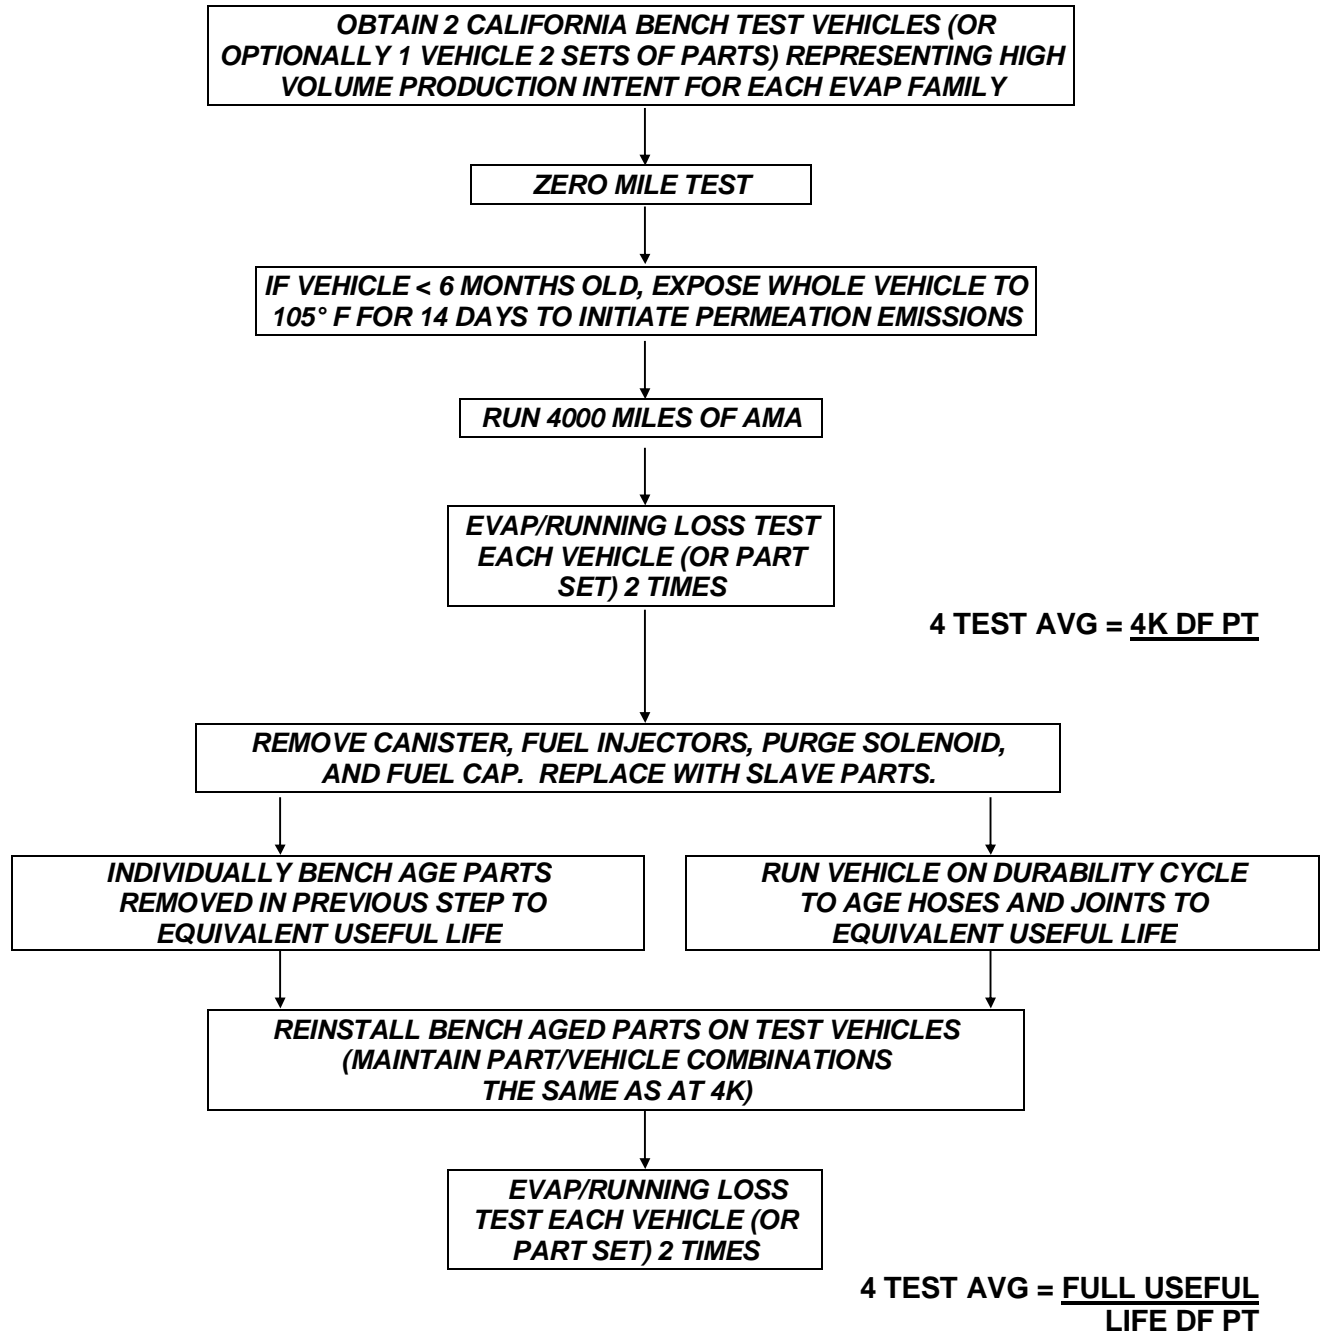 OBTAIN 2 CALIFORNIA BENCH TEST VEHICLES (OR
OPTIONALLY 1 VEHICLE 2 SETS OF PARTS) REPRESENTING HIGH
VOLUME PRODUCTION INTENT FOR EACH EVAP FAMILY
ZERO MILE TEST
IF VEHICLE < 6 MONTHS OLD, EXPOSE WHOLE VEHICLE TO
105° F FOR 14 DAYS TO INITIATE PERMEATION EMISSIONS
RUN 4000 MILES OF AMA
EVAP/RUNNING LOSS TEST
EACH VEHICLE (OR PART
SET) 2 TIMES
4 TEST AVG = 4K DF PT
REMOVE CANISTER, FUEL INJECTORS, PURGE SOLENOID,
AND FUEL CAP.  REPLACE WITH SLAVE PARTS.
INDIVIDUALLY BENCH AGE PARTS
REMOVED IN PREVIOUS STEP TO
EQUIVALENT USEFUL LIFE
RUN VEHICLE ON DURABILITY CYCLE
TO AGE HOSES AND JOINTS TO
EQUIVALENT USEFUL LIFE
REINSTALL BENCH AGED PARTS ON TEST VEHICLES
(MAINTAIN PART/VEHICLE COMBINATIONS
THE SAME AS AT 4K)
EVAP/RUNNING LOSS
TEST EACH VEHICLE (OR
PART SET) 2 TIMES
4 TEST AVG = FULL USEFUL
LIFE DF PT